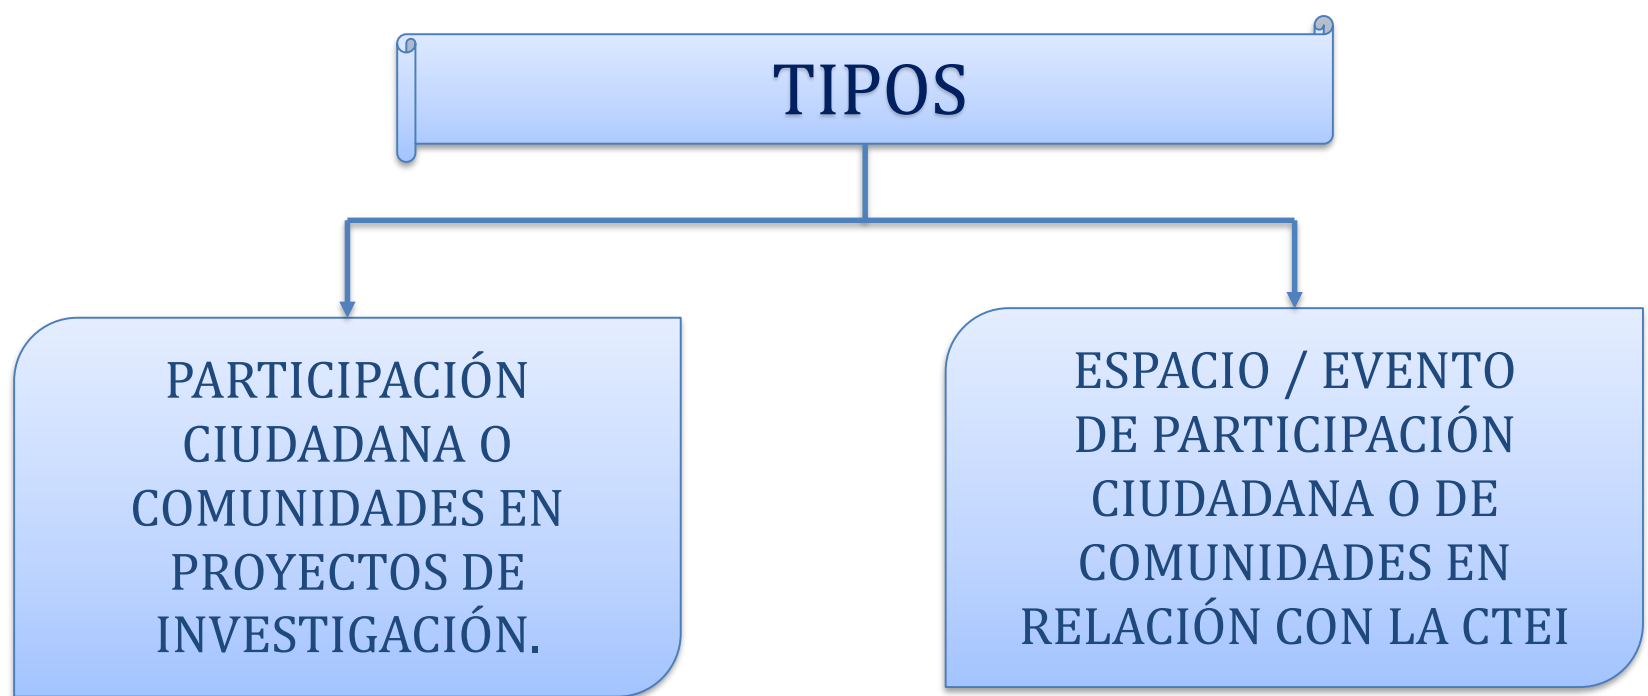 TIPOS
PARTICIPACIÓN
CIUDADANA O
COMUNIDADES EN
PROYECTOS DE
INVESTIGACIÓN.
ESPACIO / EVENTO
DE PARTICIPACIÓN
CIUDADANA O DE
COMUNIDADES EN
RELACIÓN CON LA CTEI